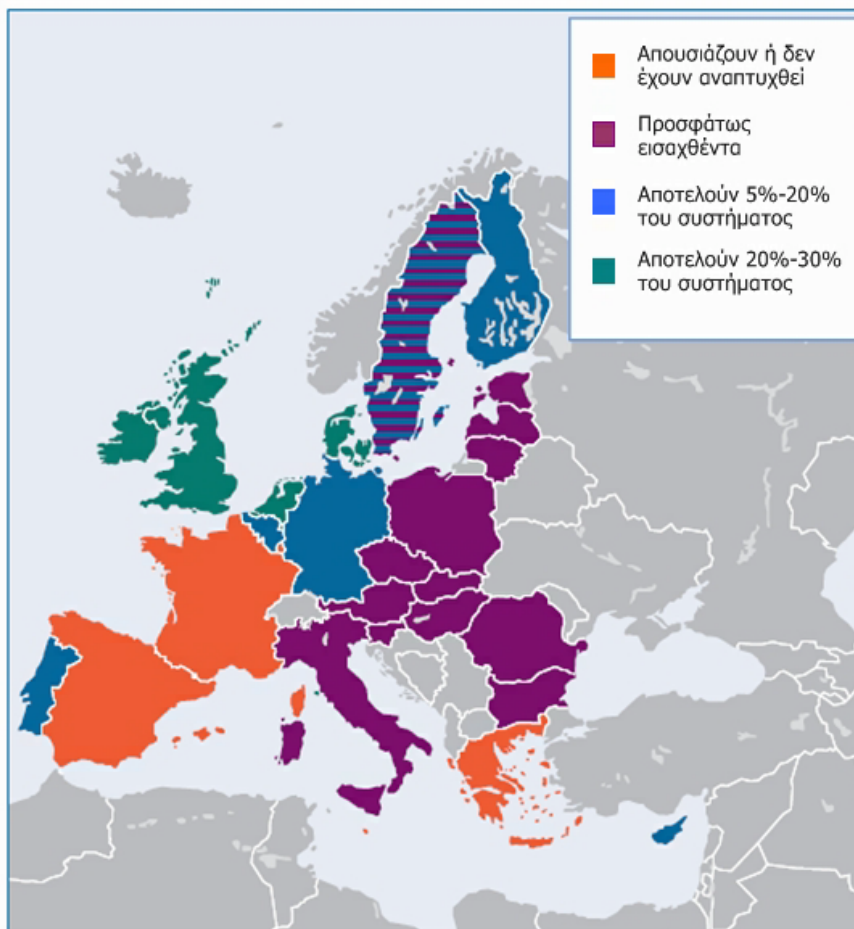 Απουσιάζουν ή δεν
έχουν αναπτυχθεί
Προσφάτως
εισαχθέντα
Αποτελούν 5%-20%
του συστήματος
Αποτελούν 20%-30%
του συστήματος